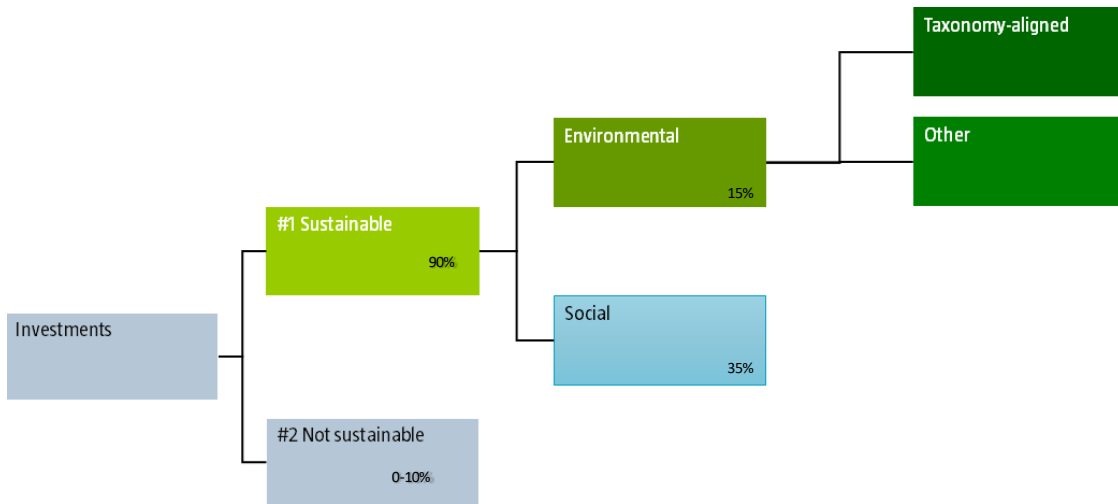 Taxonomy-aligned
Environmental
15%
Other
#1 Sustainable
90%
Social
35%
Investments
#2 Not sustainable
0-10%